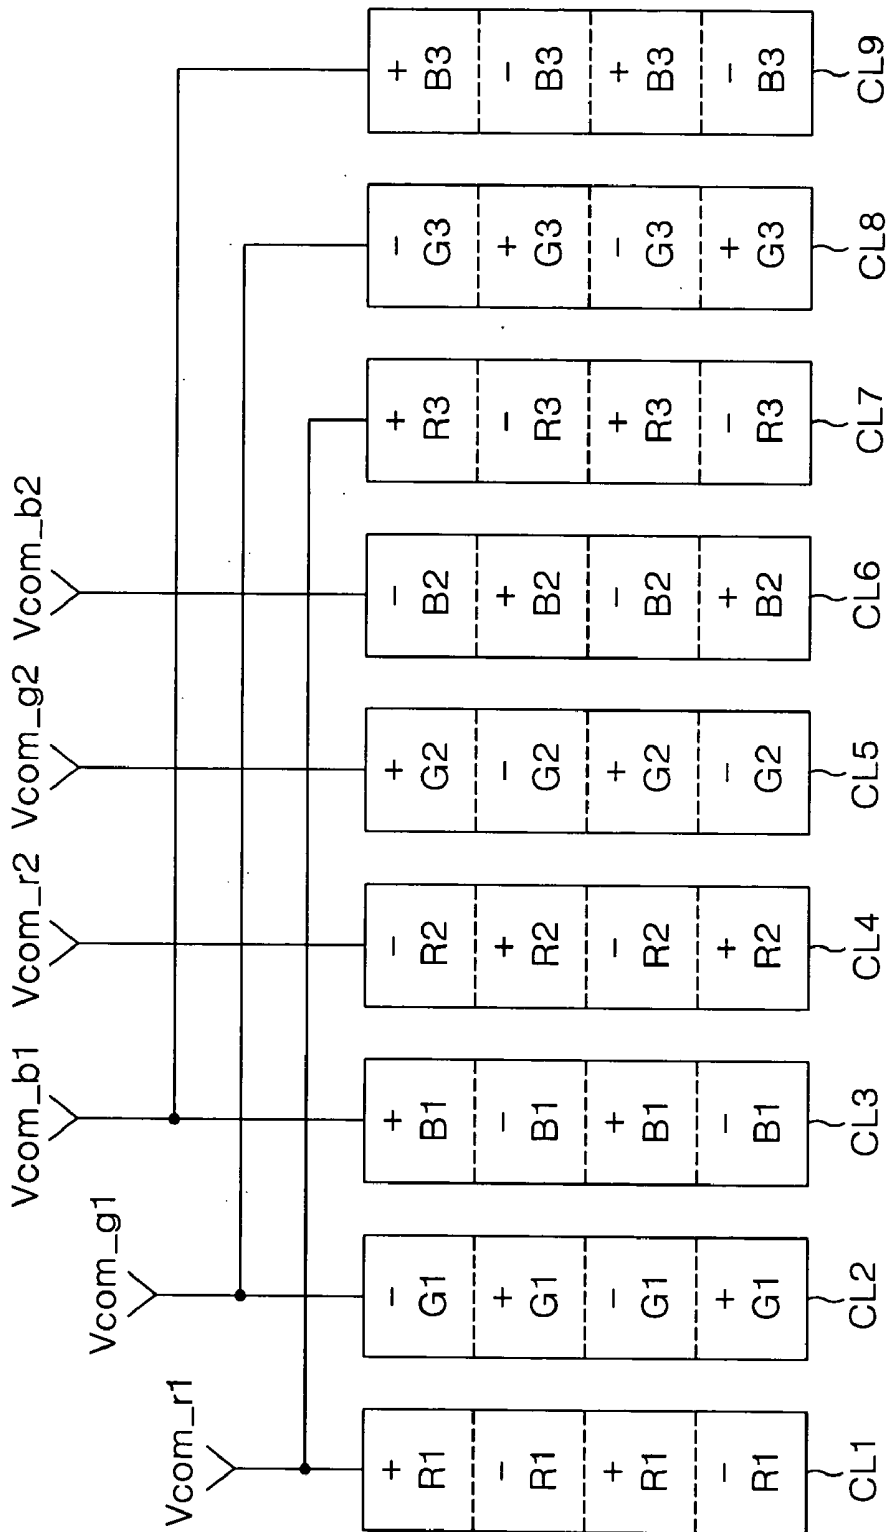 Vcom_r1
Vcom_g1
Vcom_b1
Vcom_r2
Vcom_g2
Vcom_b2
+ - + - + - + - +
R1 G1 B1 R2 G2 B2 R3 G3 B3
- + - + - + - + -
R1 G1 B1 R2 G2 B2 R3 G3 B3
+ - + - + - + - +
R1 G1 B1 R2 G2 B2 R3 G3 B3
- + - + - + - + -
R1 G1 B1 R2 G2 B2 R3 G3 B3
CL1 CL2 CL3 CL4 CL5 CL6 CL7 CL8 CL9